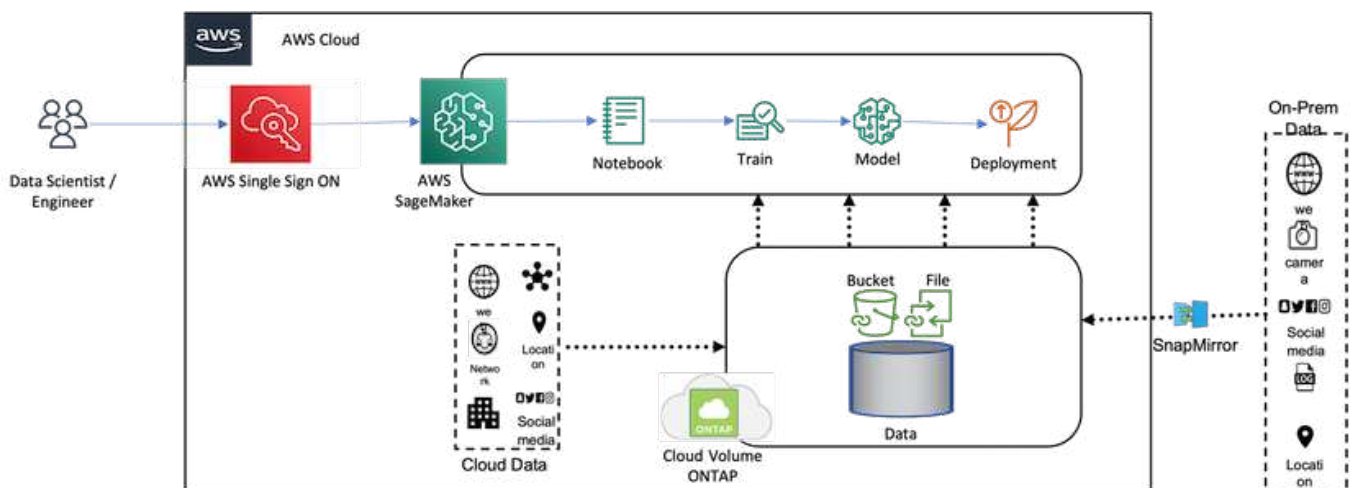 aws
AWS Cloud
Data Scientist /
Engineer
AWS Single Sign ON
AWS
SageMaker
Notebook
Train
Model
Deployment
On-Prem
Data
www
we
camer
a
Social
media
LOG
Locati
on
SnapMirror
Bucket
File
Data
ONTAP
Cloud Volume
ONTAP
www
we
Netwo
rk
Locati
on
Social
media
Cloud Data